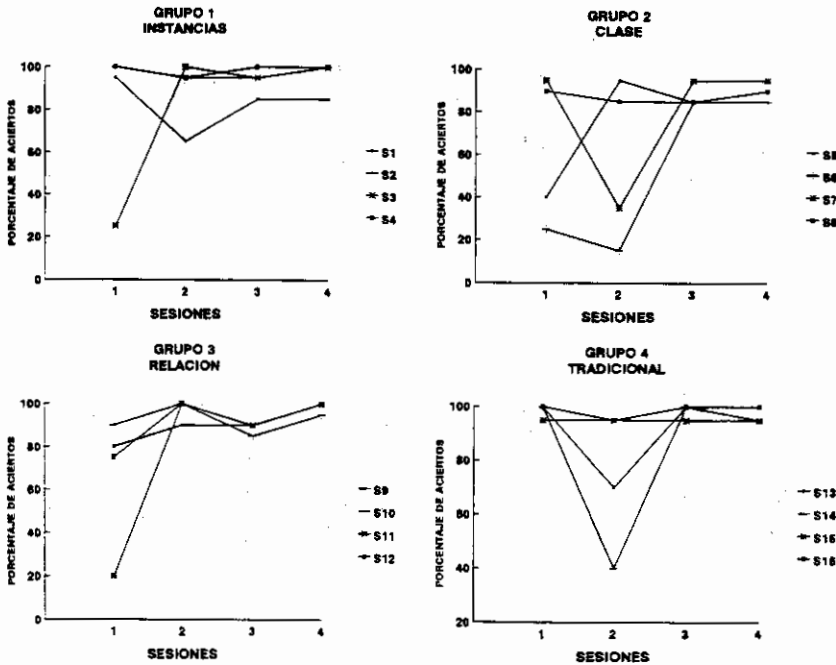 GRUPO 1
INSTANCIAS
PORCENTAJE DE ACIERTOS
100
80
60
40
20
0
1 2 3 4
SESIONES
S1
S2
S3
S4
GRUPO 2
CLASE
PORCENTAJE DE ACIERTOS
100
80
60
40
20
0
1 2 3 4
SESIONES
S5
S6
S7
S8
GRUPO 3
RELACION
PORCENTAJE DE ACIERTOS
100
80
60
40
20
0
1 2 3 4
SESIONES
S9
S10
S11
S12
GRUPO 4
TRADICIONAL
PORCENTAJE DE ACIERTOS
100
80
60
40
20
1 2 3 4
SESIONES
S13
S14
S15
S16